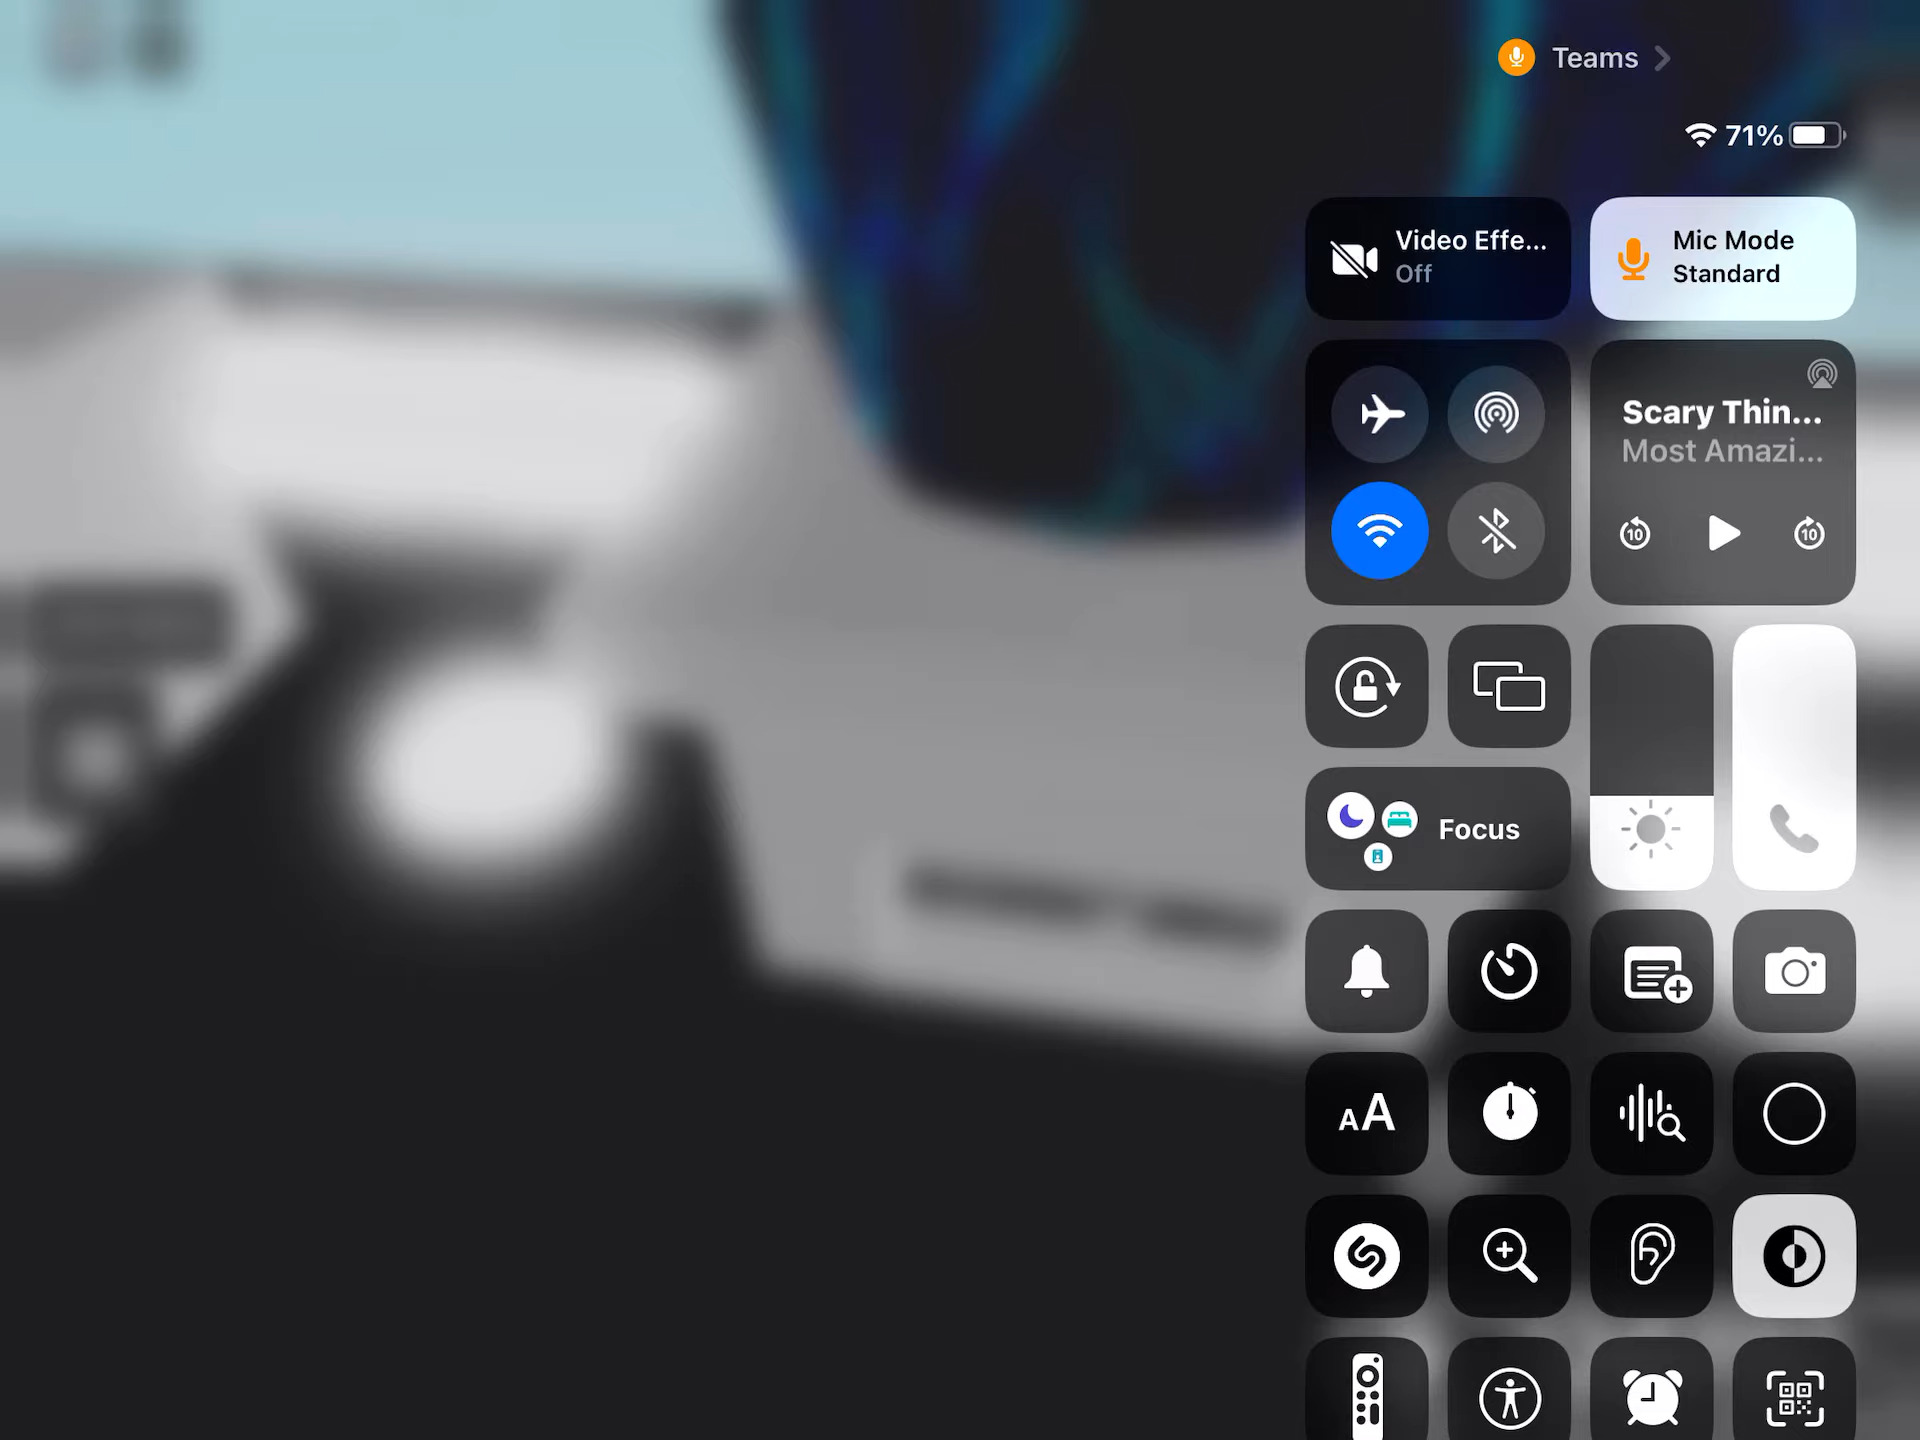 Teams
71%
Video Effe...
Off
Mic Mode
Standard
Scary Thin...
Most Amazi...
10
10
Focus
AA